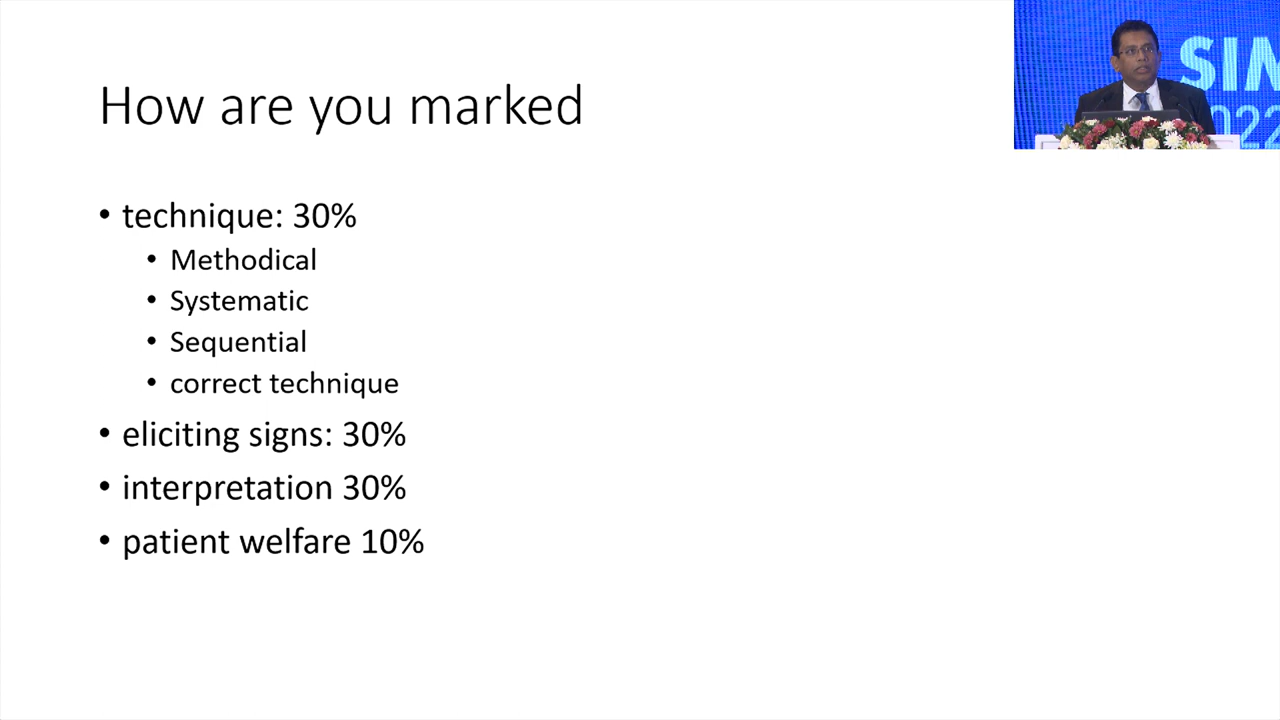 How are you marked
• technique: 30%
• Methodical
• Systematic
• Sequential
• correct technique
• eliciting signs: 30%
• interpretation 30%
• patient welfare 10%